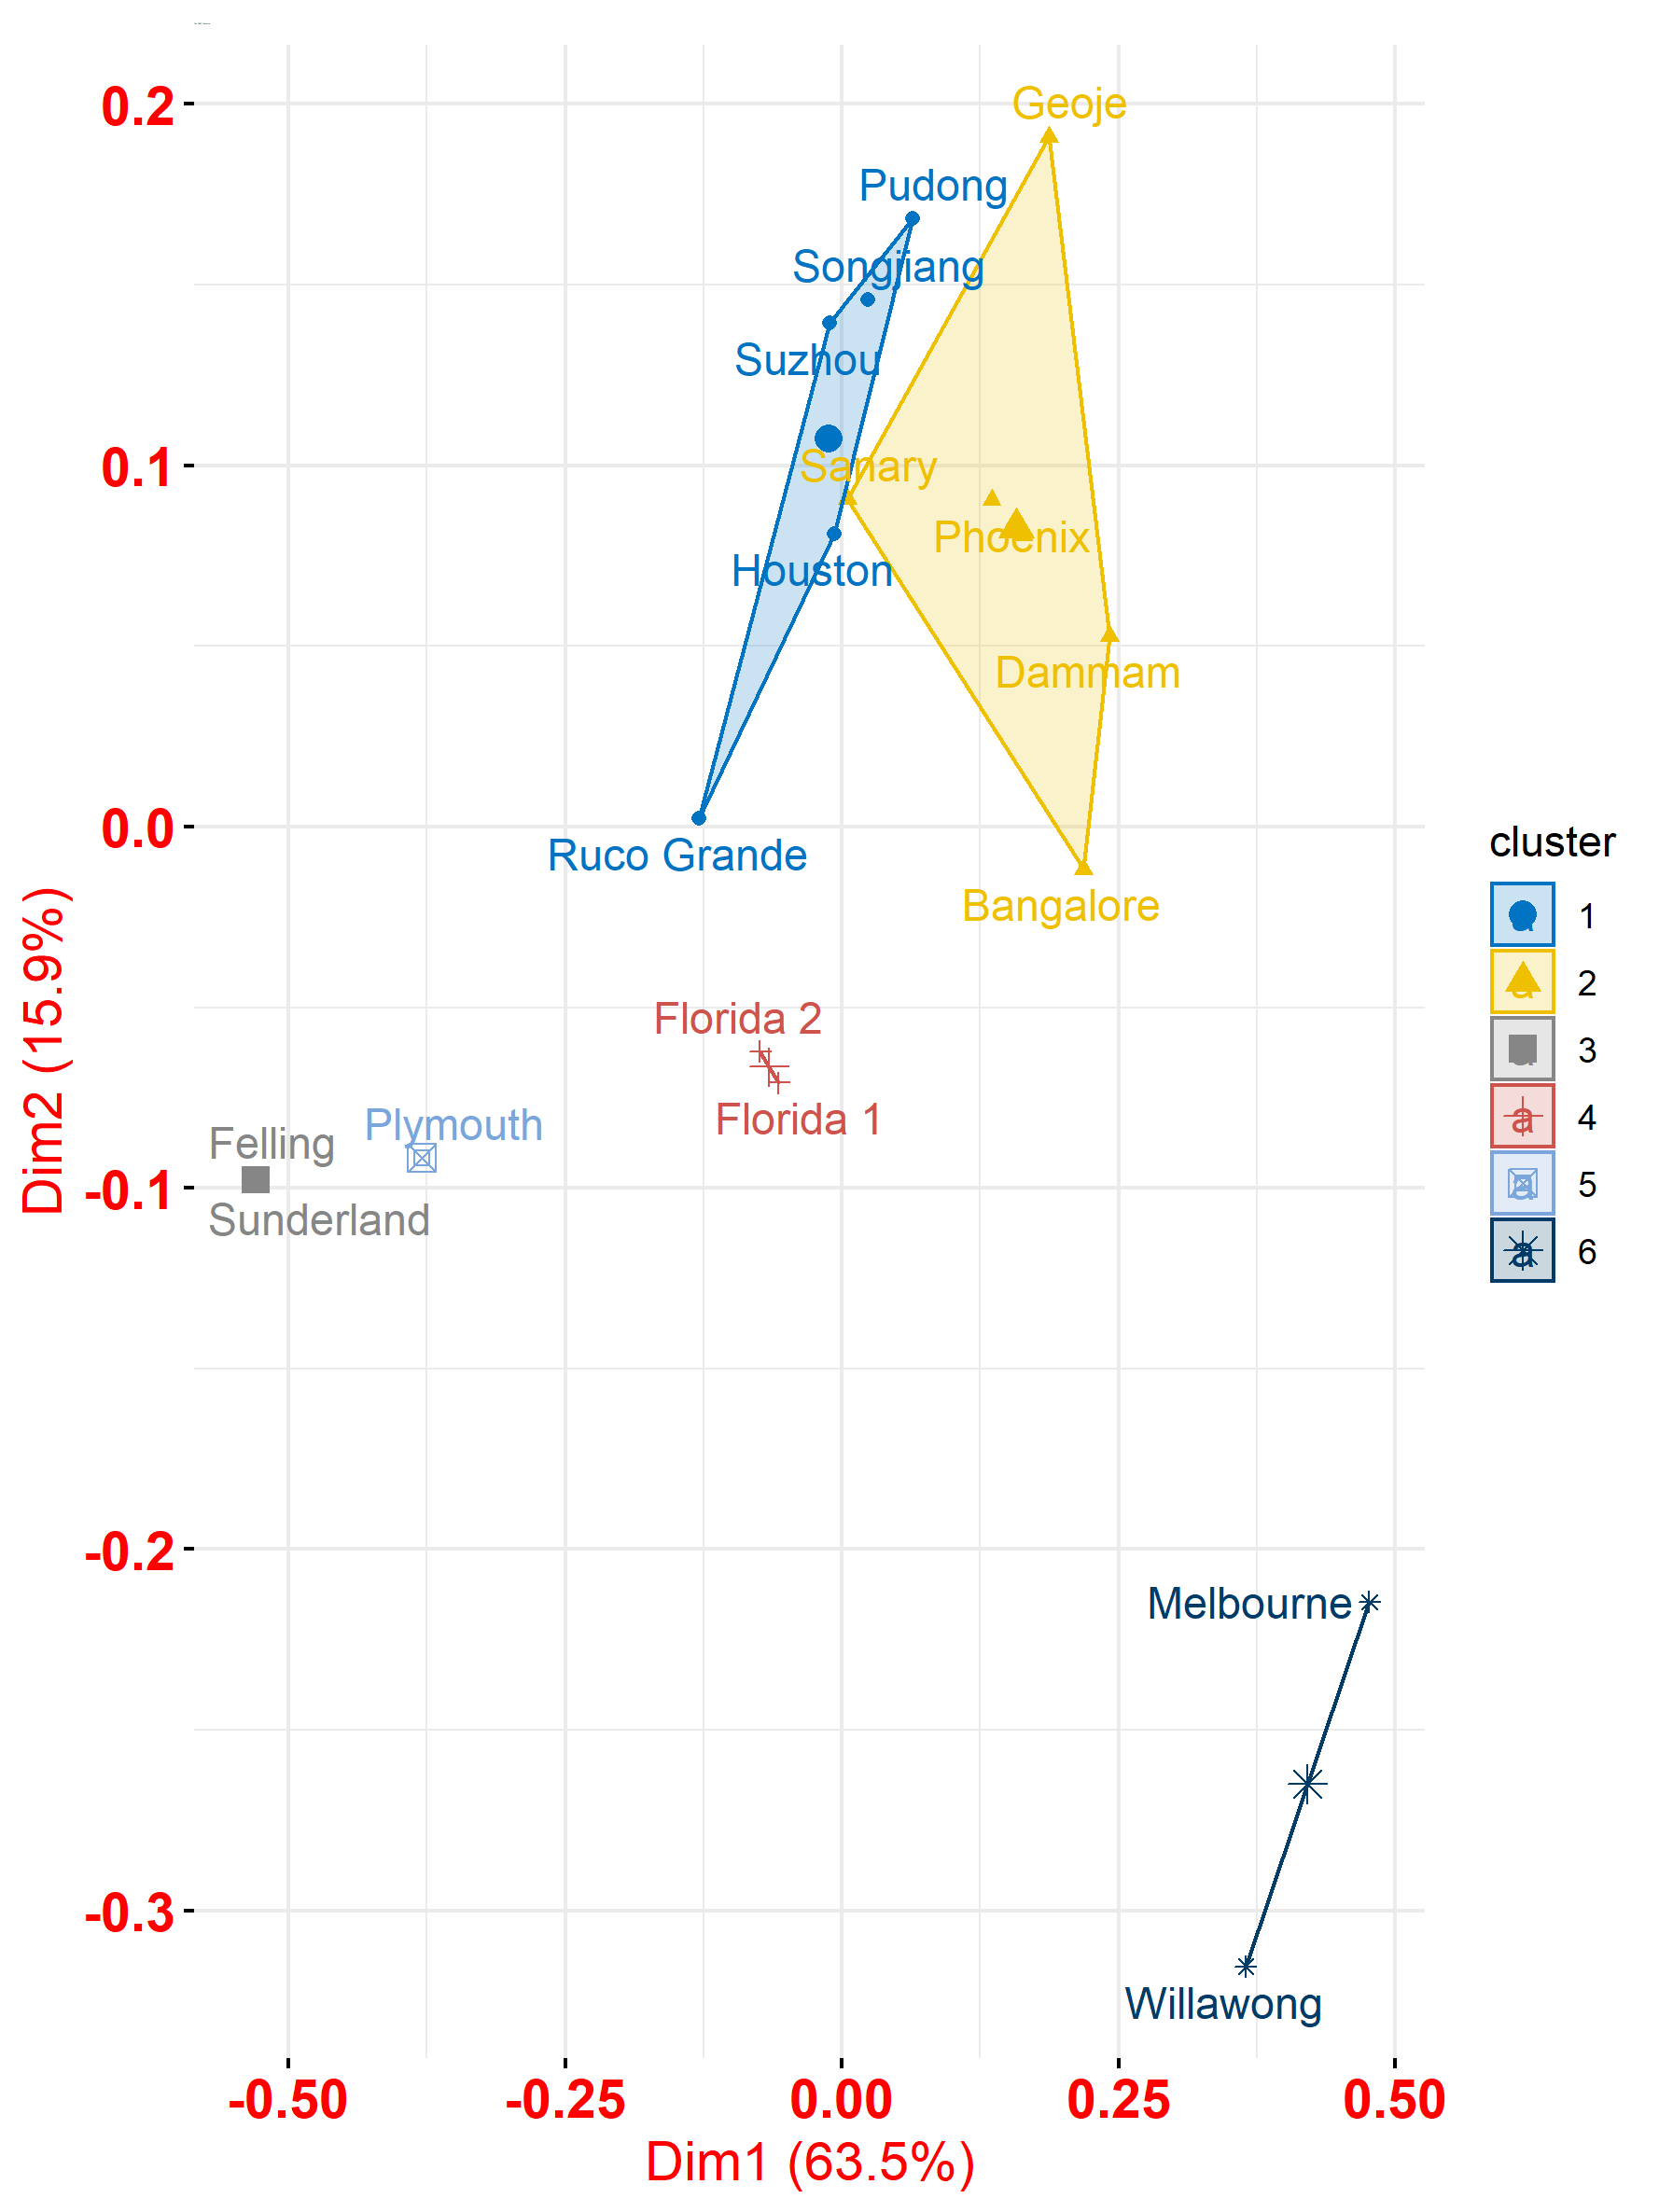 0.2
0.1
0.0
-0.1
-0.2
-0.3
Dim2 (15.9%)
Geoje
Pudong
Songjiang
Suzhou
Sanary
Phoenix
Houston
Dammam
Ruco Grande
Bangalore
Florida 2
Florida 1
Plymouth
Felling
Sunderland
Melbourne
Willawong
-0.50
-0.25
0.00
0.25
0.50
Dim1 (63.5%)
cluster
a 1
a 2
a 3
a 4
a 5
a 6